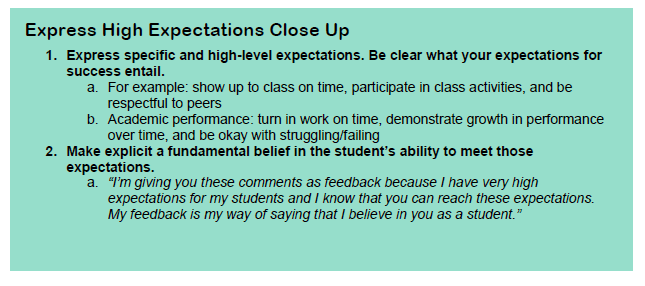 Express High Expectations Close Up
1. Express specific and high-level expectations. Be clear what your expectations for
success entail.
a. For example: show up to class on time, participate in class activities, and be
respectful to peers
b. Academic performance: turn in work on time, demonstrate growth in performance
over time, and be okay with struggling/failing
2. Make explicit a fundamental belief in the student's ability to meet those
expectations.
a. "I'm giving you these comments as feedback because I have very high
expectations for my students and I know that you can reach these expectations.
My feedback is my way of saying that I believe in you as a student."